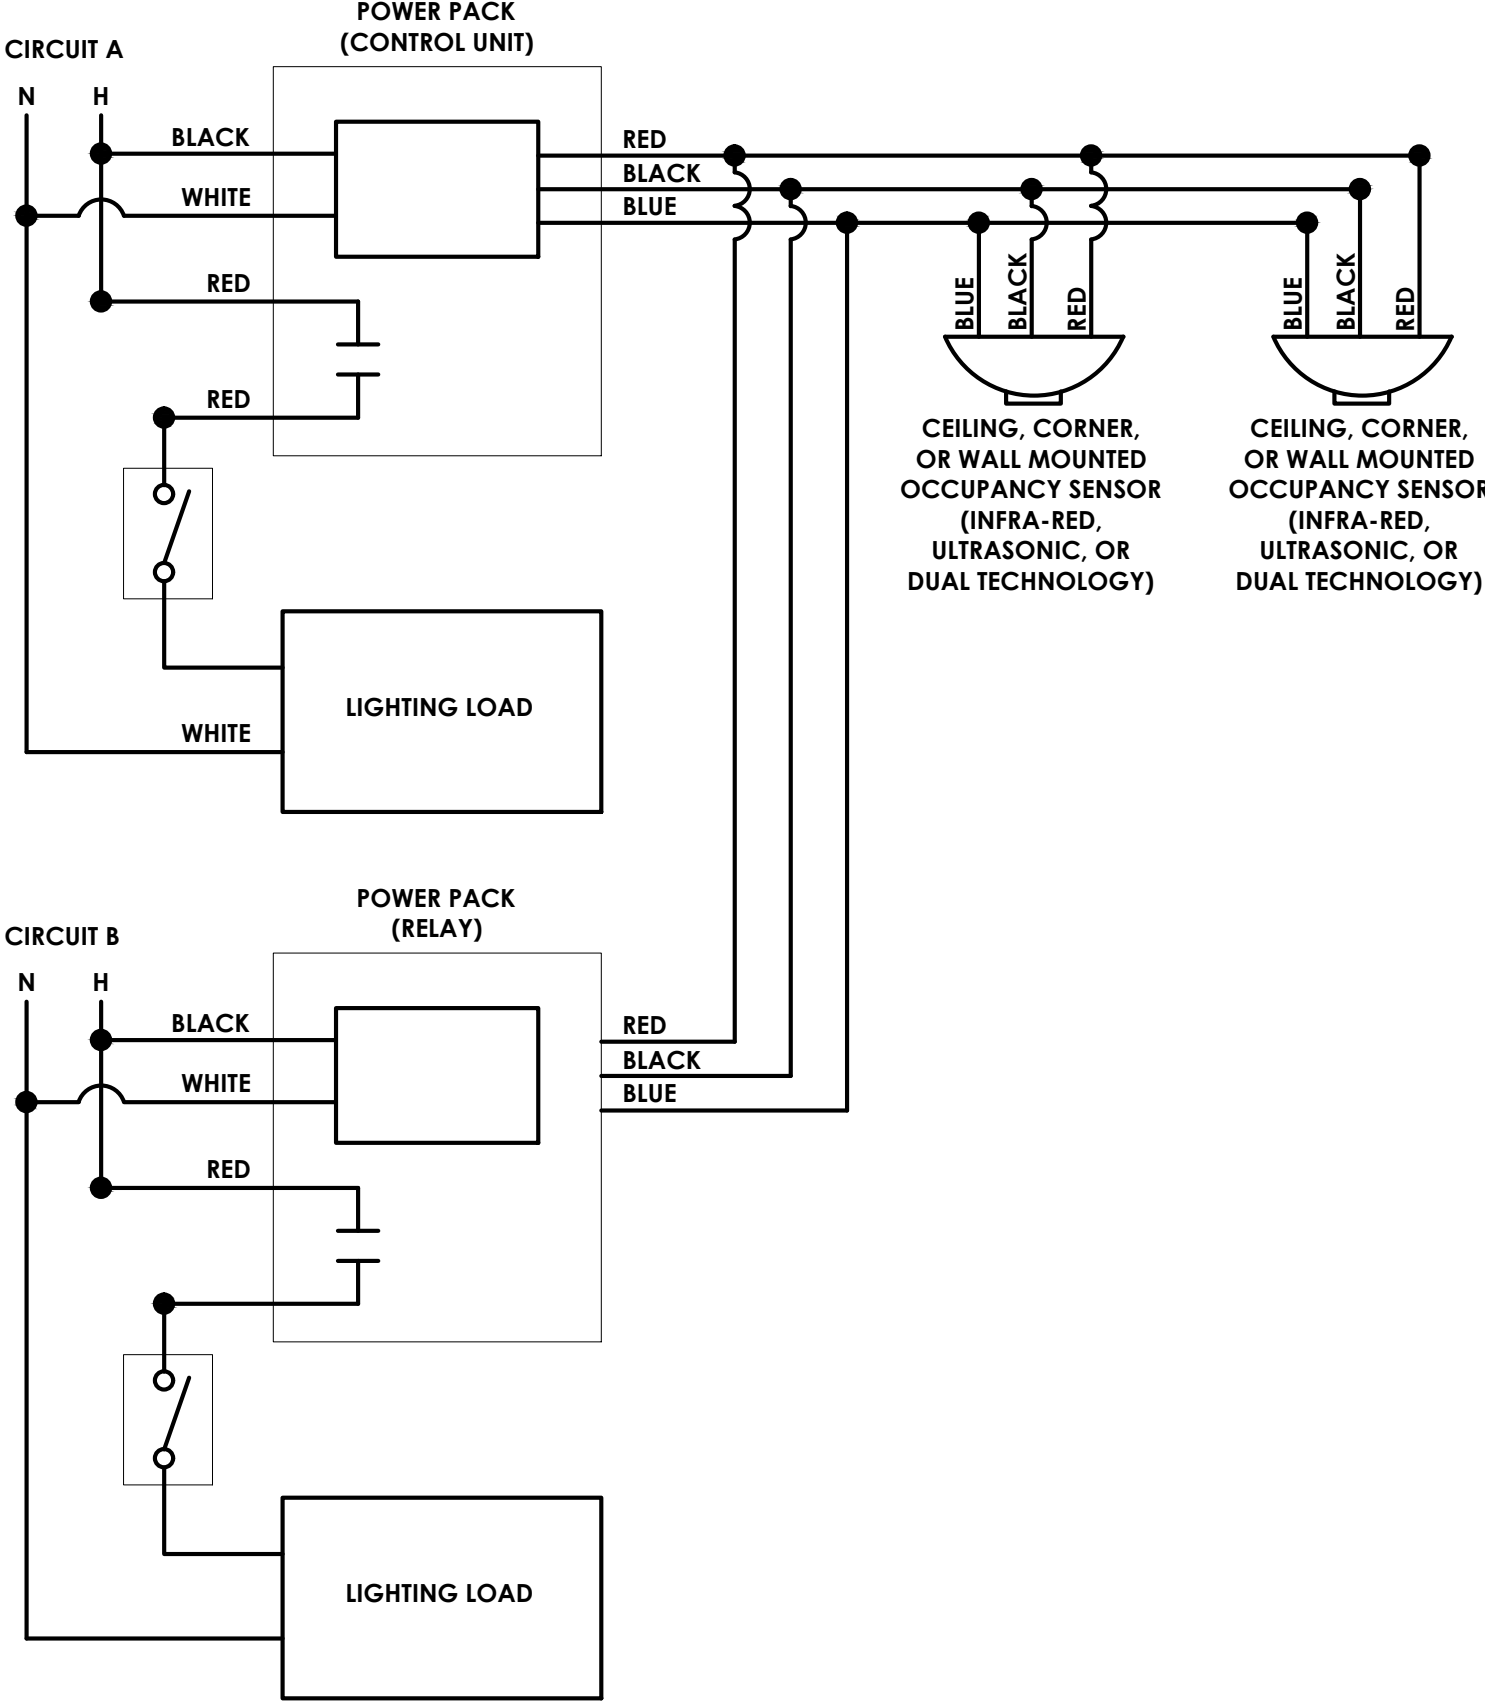 POWER PACK
(CONTROL UNIT)
CIRCUIT A
N H
BLACK
WHITE
RED
RED
RED
BLACK
BLUE
BLUE
BLACK
RED
BLUE
BLACK
RED
CEILING, CORNER,
OR WALL MOUNTED
OCCUPANCY SENSOR
(INFRA-RED,
ULTRASONIC, OR
DUAL TECHNOLOGY)
CEILING, CORNER,
OR WALL MOUNTED
OCCUPANCY SENSOR
(INFRA-RED,
ULTRASONIC, OR
DUAL TECHNOLOGY)
LIGHTING LOAD
WHITE
POWER PACK
(RELAY)
CIRCUIT B
N H
BLACK
WHITE
RED
RED
BLACK
BLUE
LIGHTING LOAD